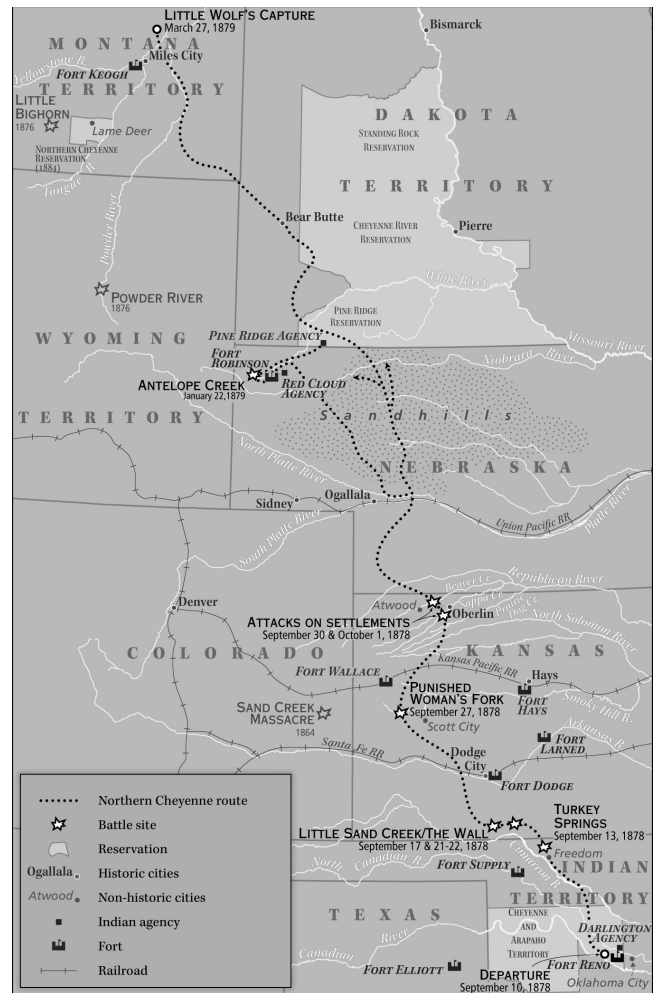 LITTLE WOLF'S CAPTURE
March 27, 1879
Bismarck
MONTANA
Miles City
Yellowstone R.
FORT KEOGH
TERRITORY
LITTLE
BIGHORN
1876
Lame Deer
NORTHERN CHEYENNE
RESERVATION
(1884)
Tongue R.
DAKOTA
STANDING ROCK
RESERVATION
TERRITORY
Powder River
Bear Butte
CHEYENNE RIVER
RESERVATION
Pierre
White River
POWDER RIVER
1876
PINE RIDGE
RESERVATION
Missouri River
WYOMING
PINE RIDGE AGENCY
FORT
ROBINSON
Niobrara River
ANTELOPE CREEK
January 22,1879
RED CLOUD
AGENCY
Sandhills
TERRITORY
North Platte River
NEBRASKA
Sidney
Ogallala
Union Pacific RR
Platte River
South Platte River
Republican River
Beaver Cr.
Sappa Cr.
Prairie
Dog
Denver
Atwood
Oberlin
North Solomon River
ATTACKS ON SETTLEMENTS
September 30 & October 1, 1878
COLORADO
KANSAS
Kansas Pacific RR
FORT WALLACE
Hays
FORT
HAYS
Smoky Hill R.
PUNISHED
WOMAN'S FORK
September 27, 1878
SAND CREEK
MASSACRE
1864
Scott City
Arkansas R.
FORT
LARNED
Santa Fe RR
Dodge
City
FORT DODGE
Northern Cheyenne route
Battle site
Reservation
Ogallala
Historic cities
Atwood
Non-historic cities
Indian agency
Fort
Railroad
TURKEY
SPRINGS
September 13, 1878
LITTLE SAND CREEK/THE WALL
September 17 & 21-22, 1878
Freedom
Cimarron R.
North Canadian R.
FORT SUPPLY
INDIAN
TERRITORY
TEXAS
CHEYENNE
AND
ARAPAHO
TERRITORY
DARLINGTON
AGENCY
Canadian River
FORT ELLIOTT
FORT RENO
DEPARTURE
September 10, 1878
Oklahoma City